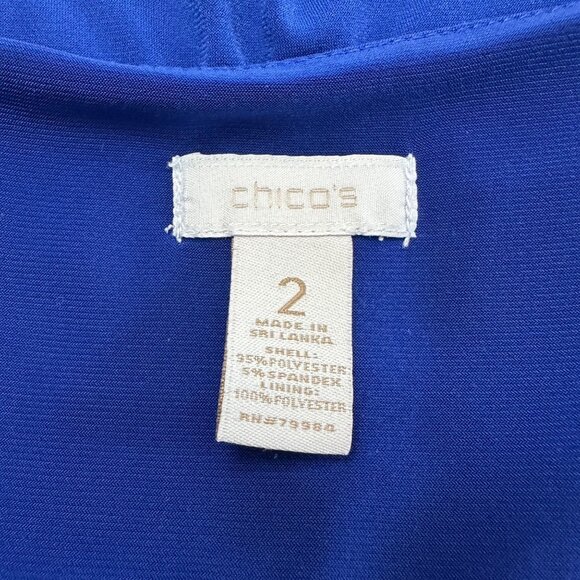 chico's
2
MADE IN
SRI LANKA
SHELL:
95%POLYESTER
5% SPANDEX
LINING:
100%POLYESTER
RN#79984